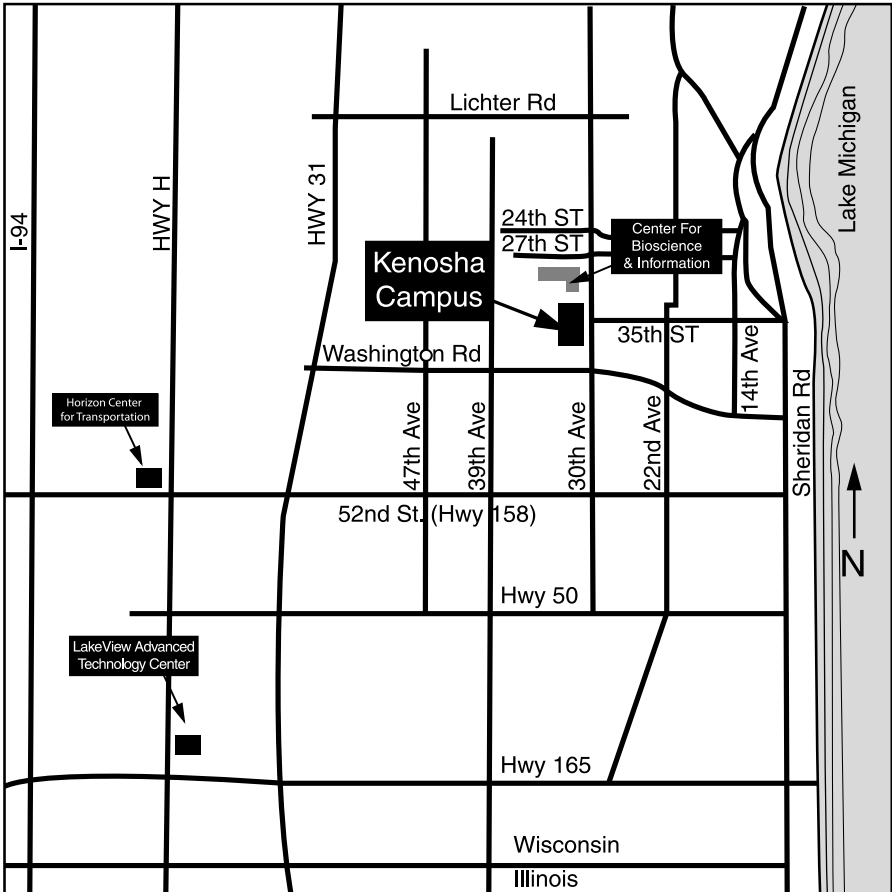 Lichter Rd
Lake Michigan
I-94
HWY H
HWY 31
24th ST
27th ST
Center For
Bioscience
& Information
Kenosha
Campus
35th ST
Washington Rd
14th Ave
Sheridan Rd
Horizon Center
for Transportation
47th Ave
39th Ave
30th Ave
22nd Ave
52nd St. (Hwy 158)
N
Hwy 50
LakeView Advanced
Technology Center
Hwy 165
Wisconsin
Illinois